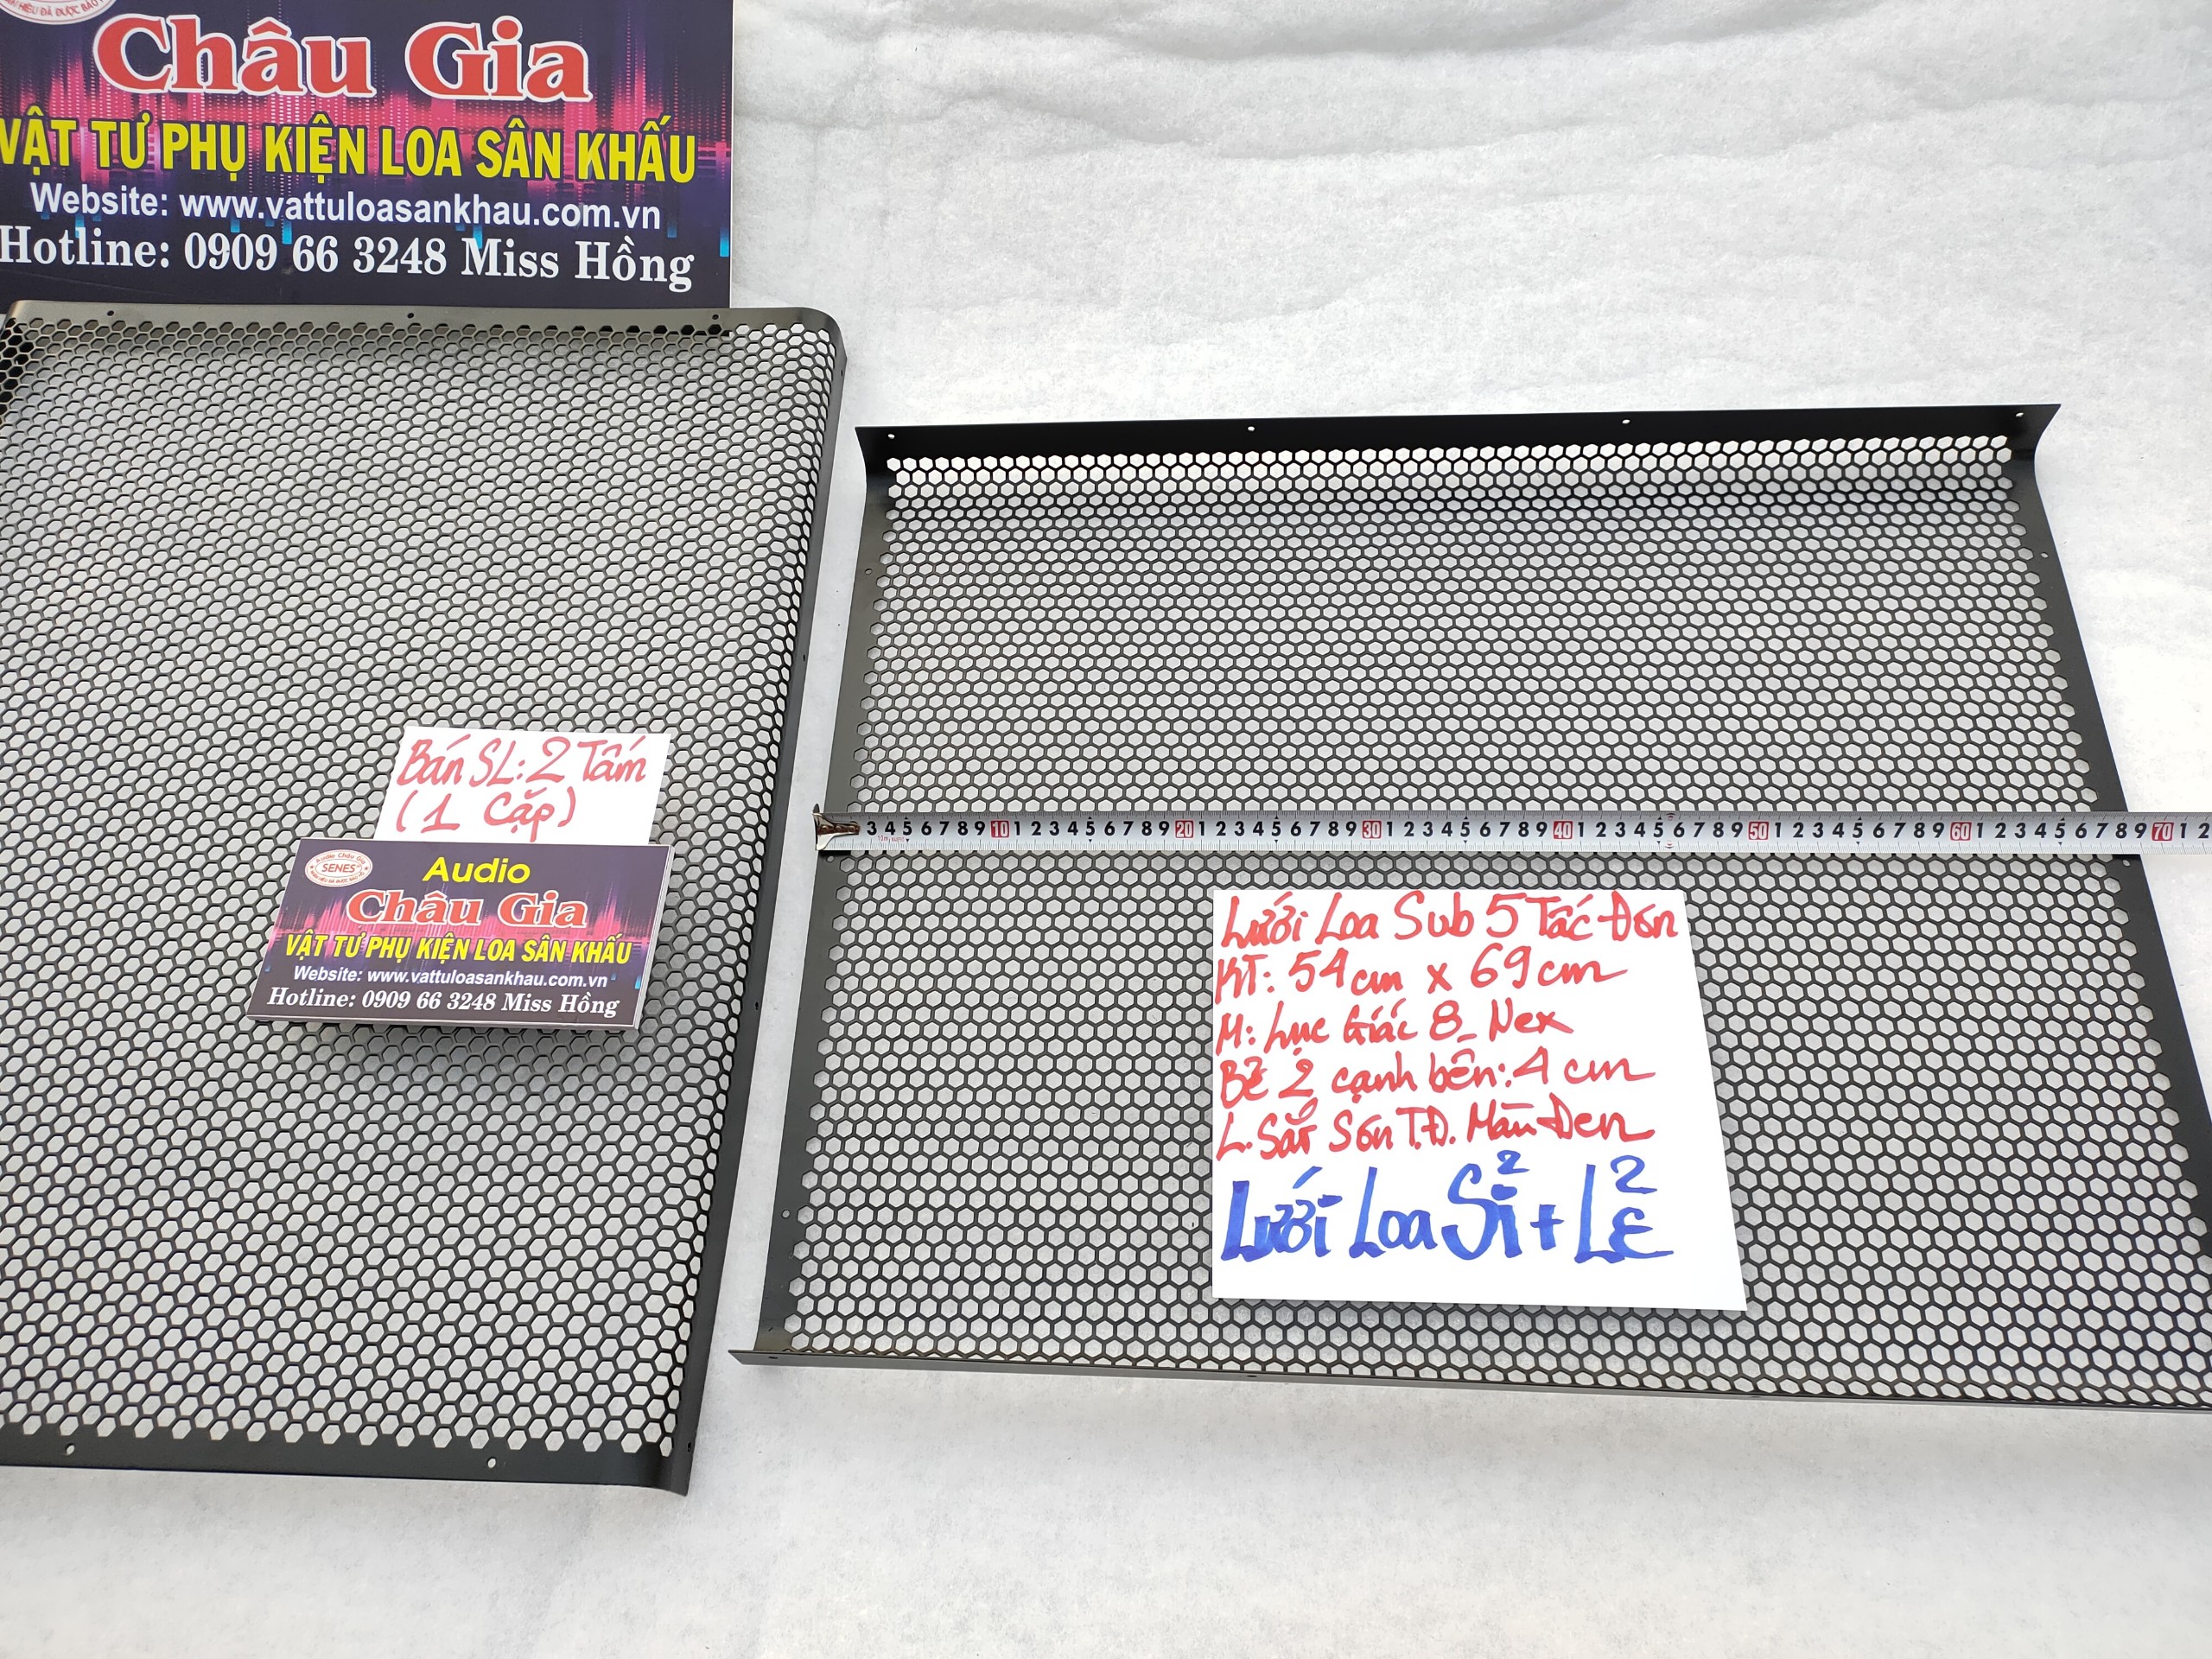 Châu Gia
VẬT TƯ PHỤ KIỆN LOA SÂN KHẤU
Website: www.vattuloasankhau.com.vn
Hotline: 0909 66 3248 Miss Hồng
Bán SL: 2 Tấm
(1 Cặp)
Audio Châu Gia
SENES
Audio
Châu Gia
VẬT TƯ PHỤ KIỆN LOA SÂN KHẤU
Website: www.vattuloasankhau.com.vn
Hotline: 0909 66 3248 Miss Hồng
3 4 5 6 7 8 9 10 1 2 3 4 5 6 7 8 9 20 1 2 3 4 5 6 7 8 9 30 1 2 3 4 5 6 7 8 9 40 1 2 3 4 5 6 7 8 9 50 1 2 3 4 5 6 7 8 9 60 1 2 3 4 5 6 7 8 9 70 1 2
Lưới Loa Sub 5 Tấc Đơn
KT: 54cm x 69cm
M: Lục Giác 8_Nex
Bẻ 2 cạnh bên: 4 cm
L. Sắt Sơn T.Đ. Màu Đen
Lưới Loa Sỉ + Lẻ